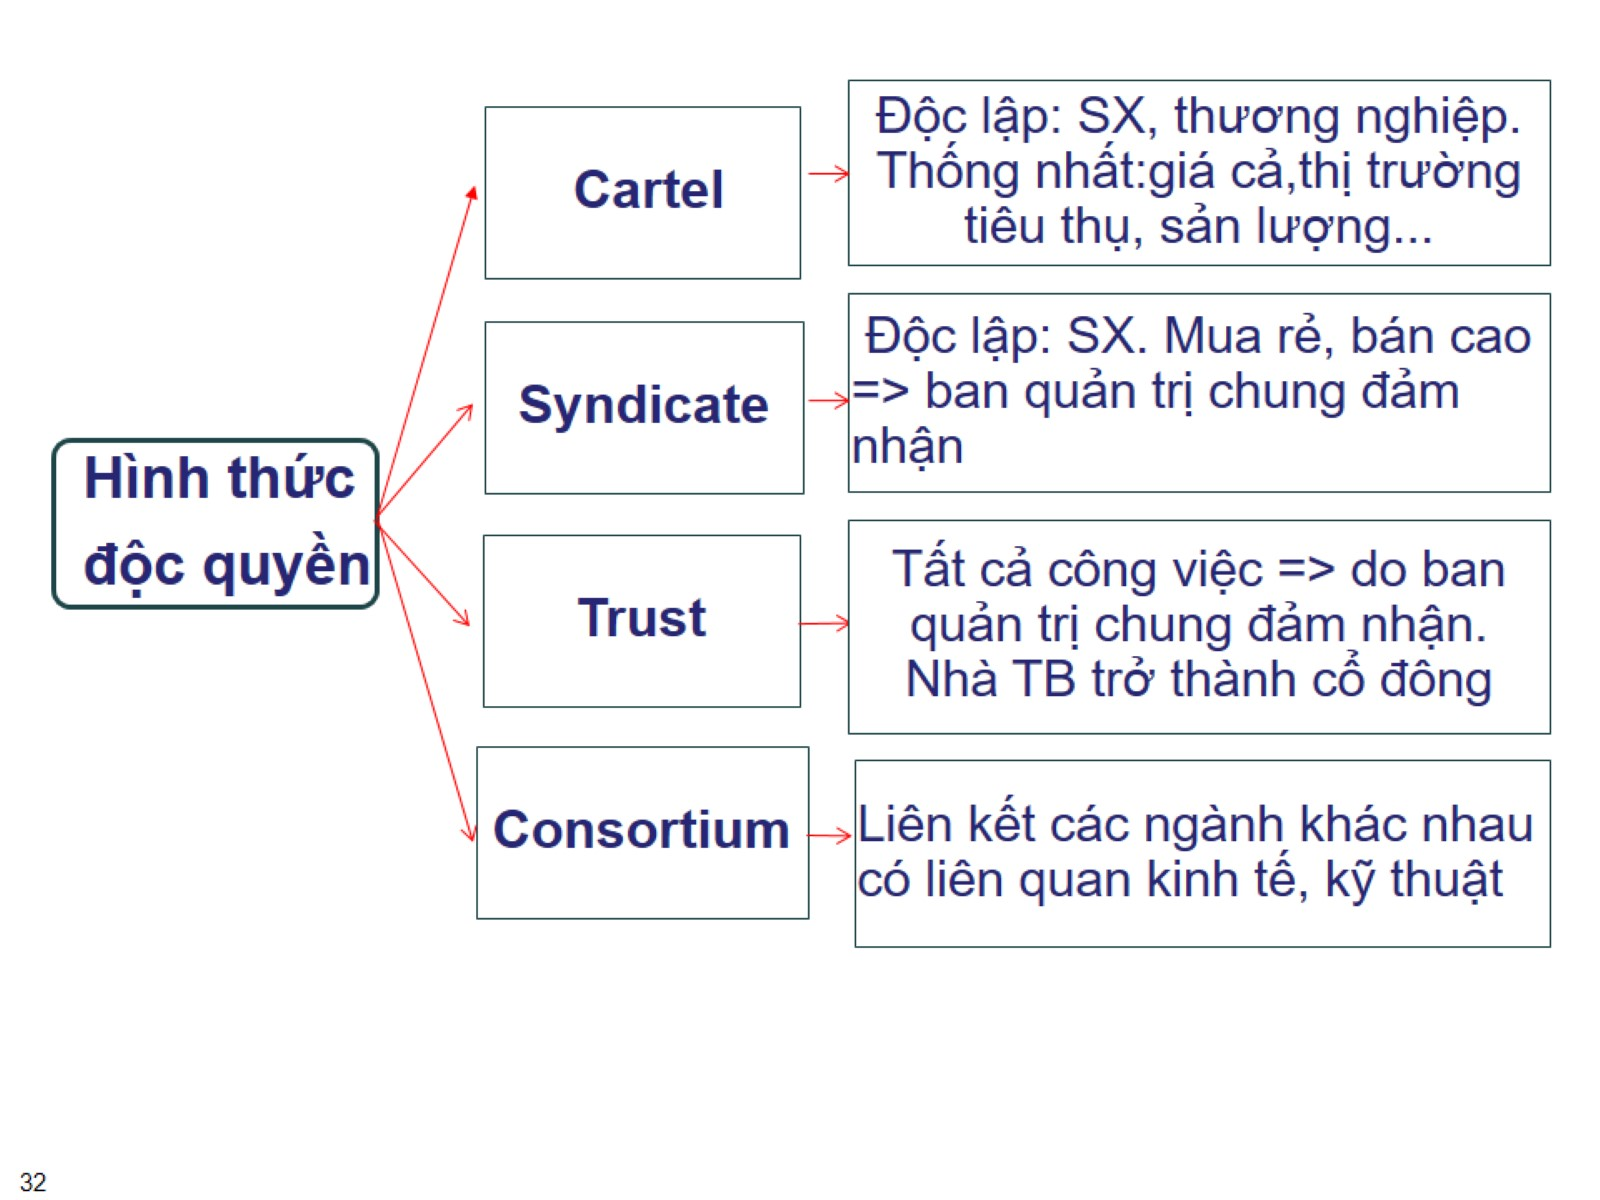 Hình thức
độc quyền
Cartel
Độc lập: SX, thương nghiệp.
Thống nhất:giá cả,thị trường
tiêu thụ, sản lượng...
Syndicate
Độc lập: SX. Mua rẻ, bán cao
=> ban quản trị chung đảm
nhận
Trust
Tất cả công việc => do ban
quản trị chung đảm nhận.
Nhà TB trở thành cổ đông
Consortium
Liên kết các ngành khác nhau
có liên quan kinh tế, kỹ thuật
32